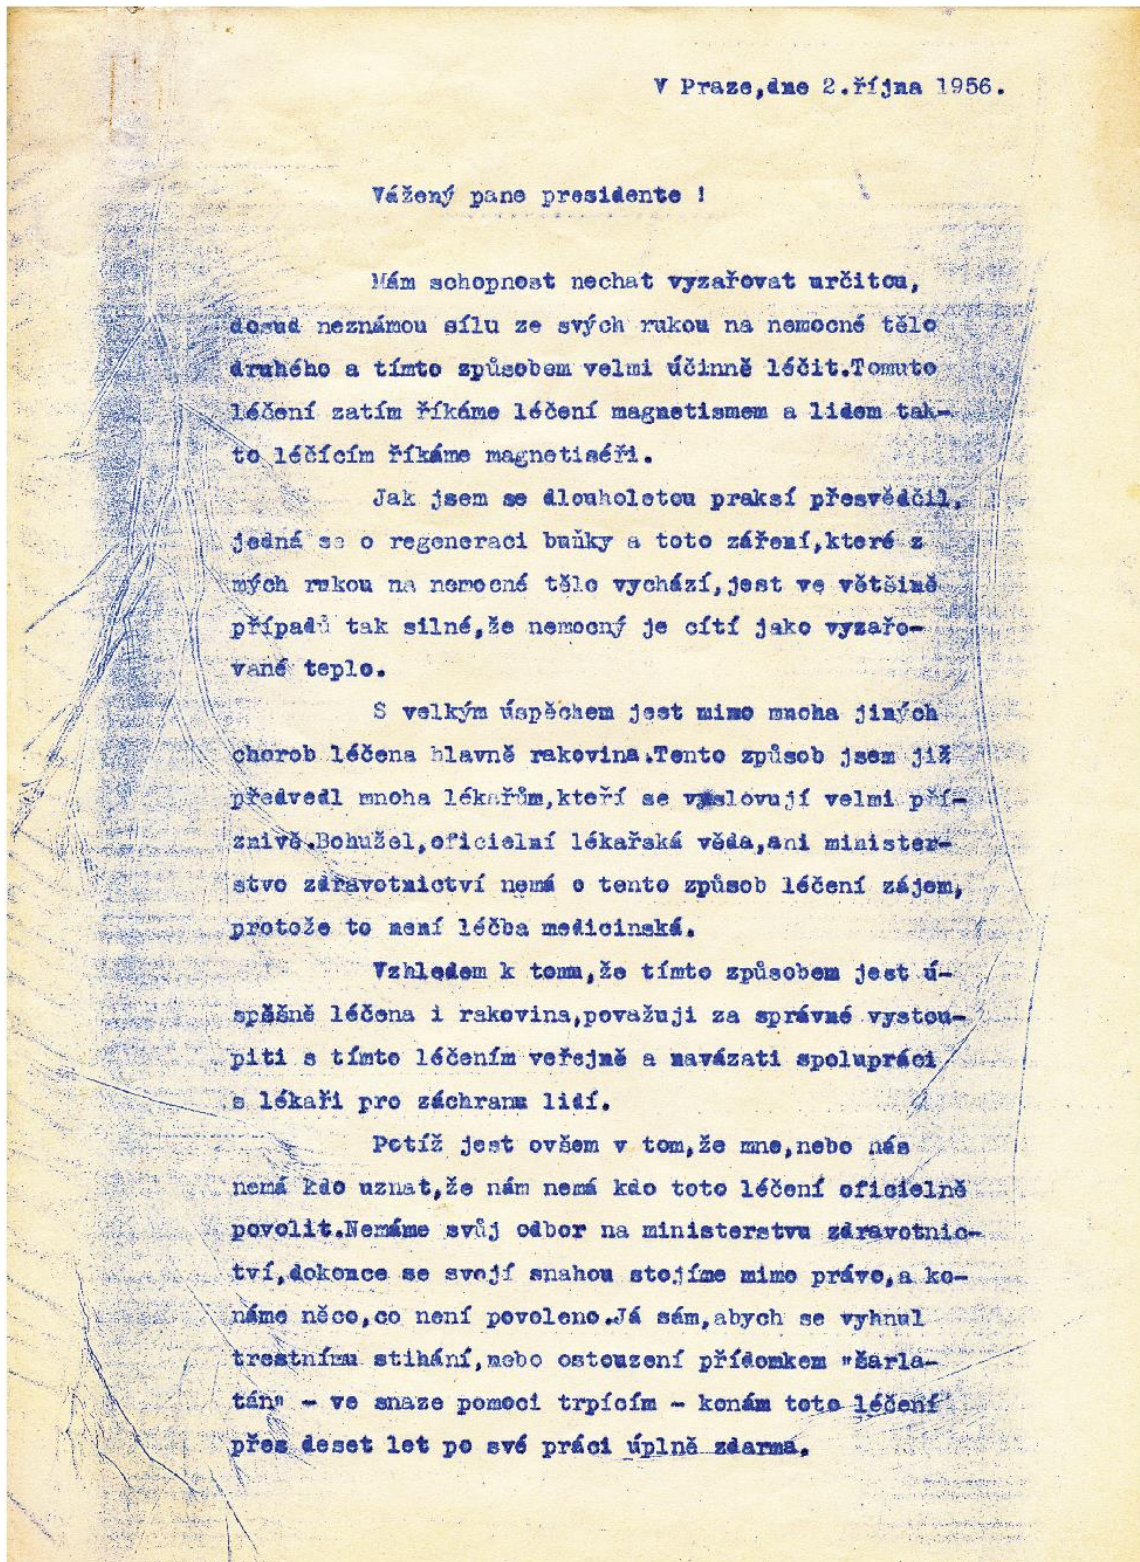 V Praze,dne 2.října 1956.
Vážený pane presidente !
Mám schopnost nechat vyzařovat určitou,
dosud neznámou sílu ze svých rukou na nemocné tělo
druhého a tímto způsobem velmi účinně léčit.Tomuto
léčení zatím říkáme léčení magnetismem a lidem tak-
to léčícím říkáme magnetiséři.
Jak jsem se dlouholetou praksí přesvědčil,
jedná se o regeneraci buňky a toto záření,které z
mých rukou na nemocné tělo vychází,jest ve většině
případů tak silné,že nemocný je cítí jako vyzařo-
vané teplo.
S velkým úspěchem jest mimo mnoha jiných
chorob léčena hlavně rakovina.Tento způsob jsem již
předvedl mnoha lékařům,kteří se vyslovují velmi pří-
znivě.Bohužel,oficielní lékařská věda,ani minister-
stvo zdravotnictví nemá o tento způsob léčení zájem,
protože to není léčba medicinská.
Vzhledem k tomu,že tímto způsobem jest ú-
spěšně léčena i rakovina,považuji za správné vystou-
piti s tímto léčením veřejně a navázati spolupráci
s lékaři pro záchranu lidí.
Potíž jest ovšem v tom,že mne,nebo nás
nemá kdo uznat,že nám nemá kdo toto léčení oficielně
povolit.Nemáme svůj odbor na ministerstvu zdravotnic-
tví,dokonce se svojí snahou stojíme mimo právo,a ko-
náme něco,co není povoleno.Já sám,abych se vyhnul
trestnímu stihání,nebo ostouzení přídomkem "šarla-
tán" - ve snaze pomoci trpícím - konám toto léčení
přes deset let po své práci úplně zdarma.